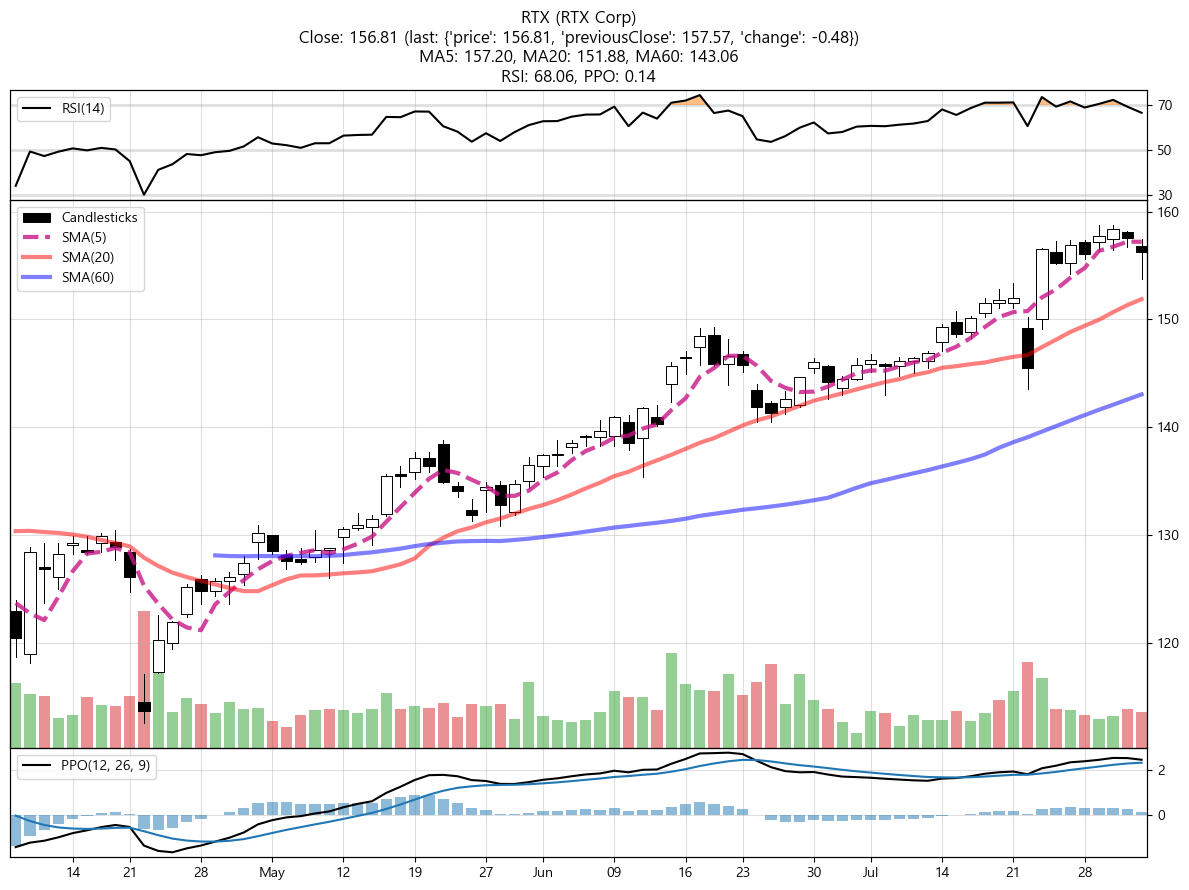 RTX (RTX Corp)
Close: 156.81 (last: {'price': 156.81, 'previousClose': 157.57, 'change': -0.48})
MA5: 157.20, MA20: 151.88, MA60: 143.06
RSI: 68.06, PPO: 0.14
RSI(14)
70
50
30
Candlesticks
SMA(5)
SMA(20)
SMA(60)
160
150
140
130
120
PPO(12, 26, 9)
2
0
14 21 28 May 12 19 27 Jun 09 16 23 30 Jul 14 21 28